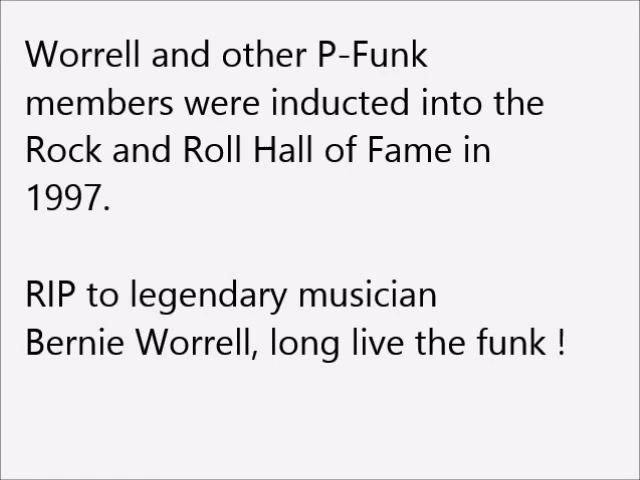 Worrell and other P-Funk
members were inducted into the
Rock and Roll Hall of Fame in
1997.
RIP to legendary musician
Bernie Worrell, long live the funk !